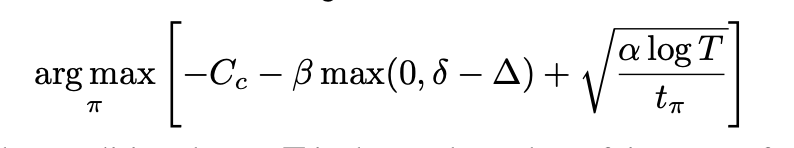 arg max_π [ −C_c − β max(0, δ − Δ) + √(α log T / t_π) ]